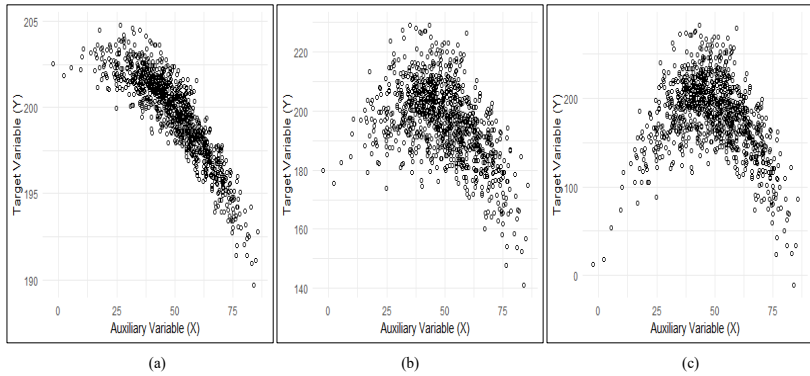 205
200
195
190
Target Variable (Y)
0 25 50 75
Auxiliary Variable (X)
(a)
220
200
180
160
140
Target Variable (Y)
0 25 50 75
Auxiliary Variable (X)
(b)
200
100
0
Target Variable (Y)
0 25 50 75
Auxiliary Variable (X)
(c)